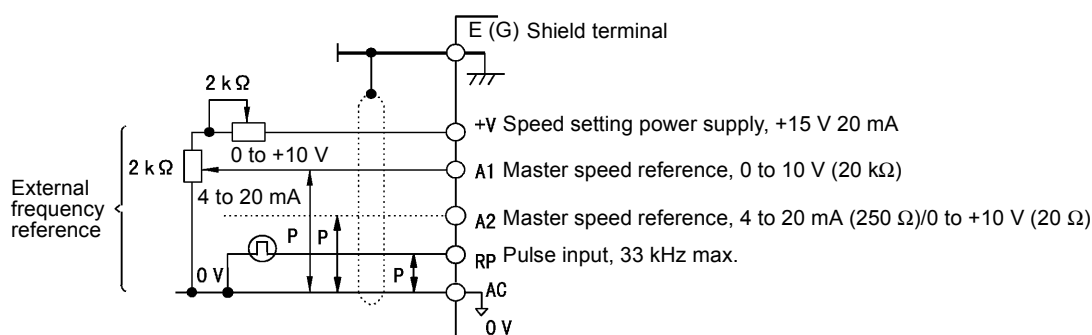 E (G) Shield terminal
2 k Ω
+V Speed setting power supply, +15 V 20 mA
0 to +10 V
2 k Ω
A1 Master speed reference, 0 to 10 V (20 kΩ)
External
frequency
reference
4 to 20 mA
A2 Master speed reference, 4 to 20 mA (250 Ω)/0 to +10 V (20 Ω)
P
P
RP Pulse input, 33 kHz max.
0 V
P
AC
0 V